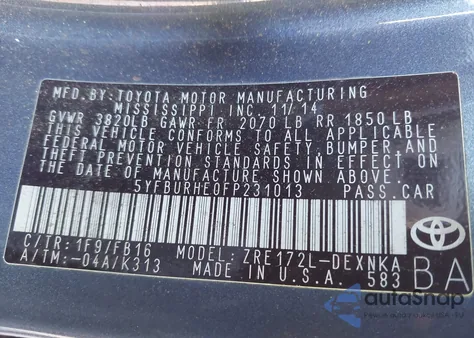 MFD. BY: TOYOTA MOTOR MANUFACTURING
MISSISSIPPI INC. 11/14
GVWR 3820LB GAWR FR 2070 LB RR 1850 LB
THIS VEHICLE CONFORMS TO ALL APPLICABLE
FEDERAL MOTOR VEHICLE SAFETY, BUMPER, AND
THEFT PREVENTION STANDARDS IN EFFECT ON
THE DATE OF MANUFACTURE SHOWN ABOVE.
5YFBURHE0FP231013 PASS.CAR
C/TR: 1F9/FB16 MODEL: ZRE172L-DEXNKA
A/TM: -04A/K313 MADE IN U.S.A. 583
TOYOTA
BA
autoSnap